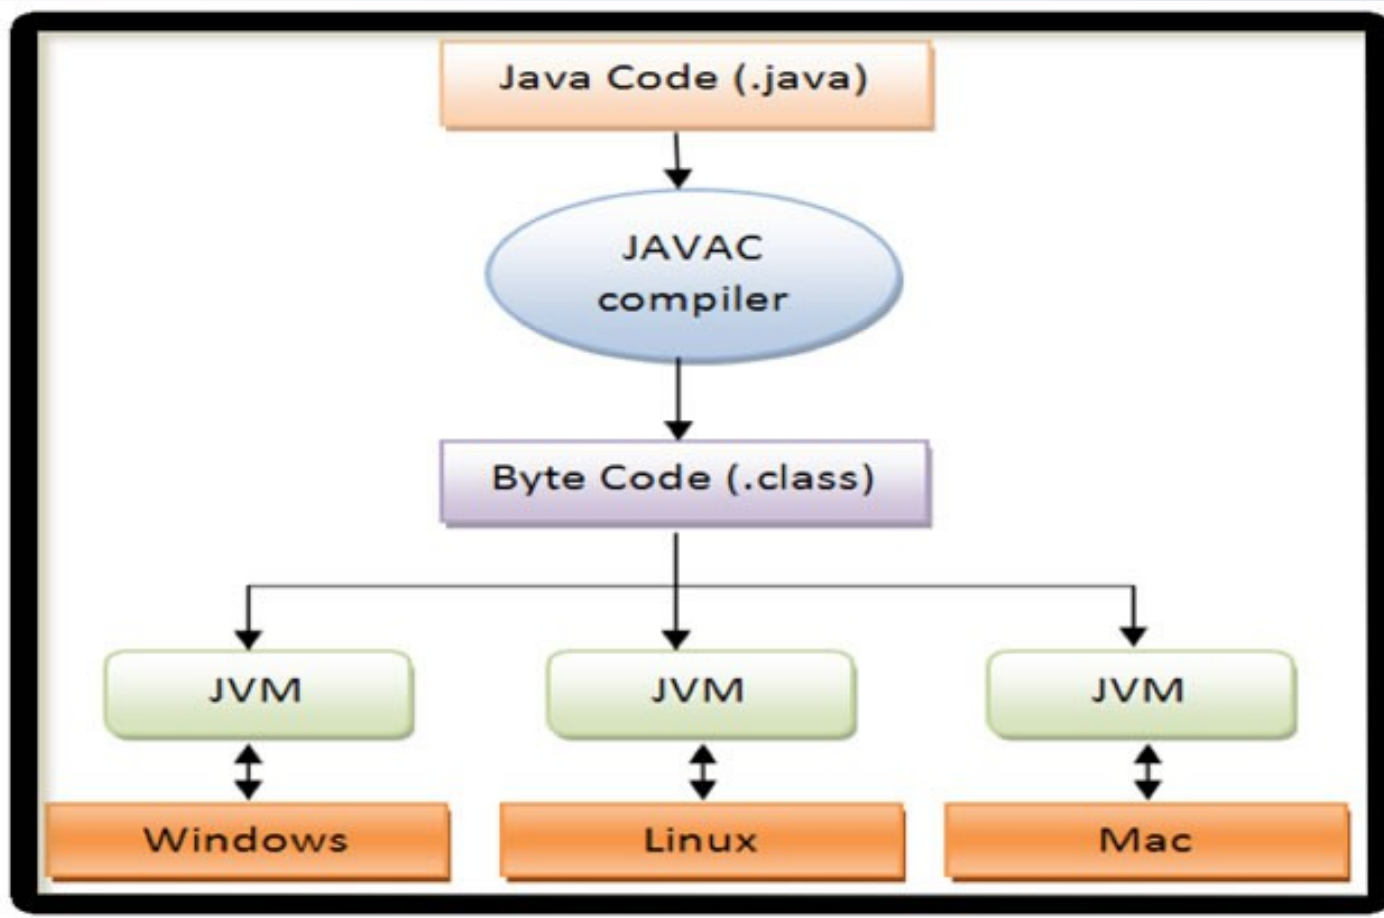 Java Code (.java)
JAVAC
compiler
Byte Code (.class)
JVM
JVM
JVM
Windows
Linux
Mac